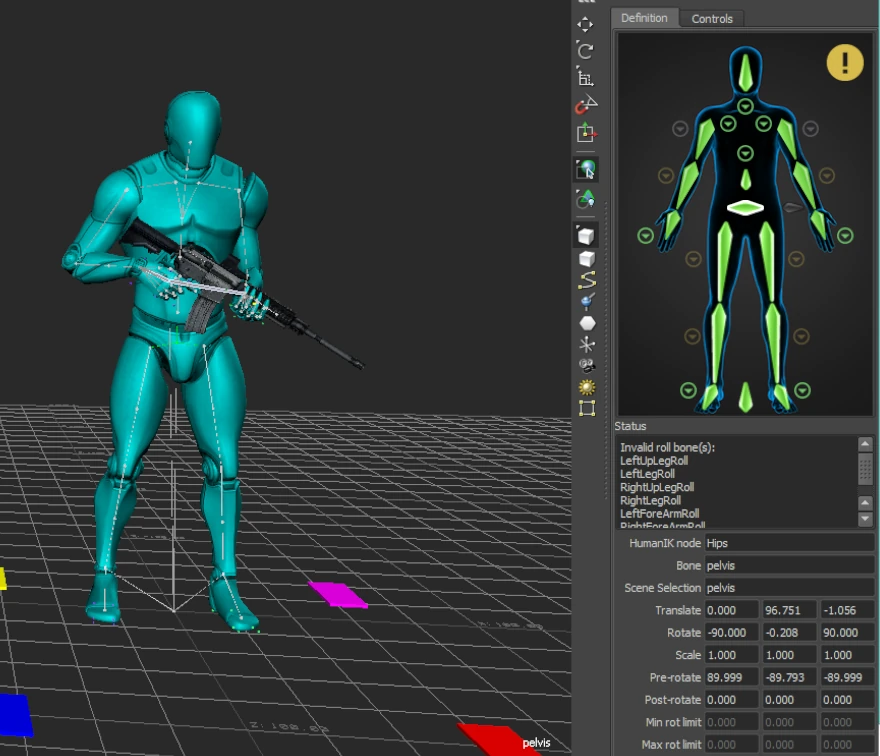 Definition
Controls
!
Status
Invalid roll bone(s):
LeftUpLegRoll
LeftLegRoll
RightUpLegRoll
RightLegRoll
LeftForeArmRoll
RightForeArmRoll
HumanIK node Hips
Bone pelvis
Scene Selection pelvis
Translate 0.000 96.751 -1.056
Rotate -90.000 -0.208 90.000
Scale 1.000 1.000 1.000
Pre-rotate 89.999 -89.793 -89.999
Post-rotate 0.000 0.000 0.000
Min rot limit 0.000 0.000 0.000
Max rot limit 0.000 0.000 0.000
pelvis